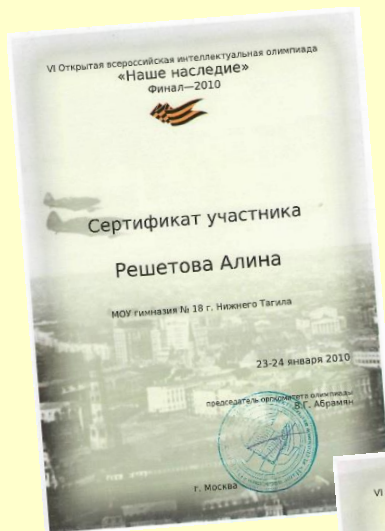 VI Открытая всероссийская интеллектуальная олимпиада
«Наше наследие»
Финал—2010
Сертификат участника
Решетова Алина
МОУ гимназия № 18 г. Нижнего Тагила
23-24 января 2010
председатель оргкомитета олимпиады
В.Г. Абрамян
г. Москва
VI